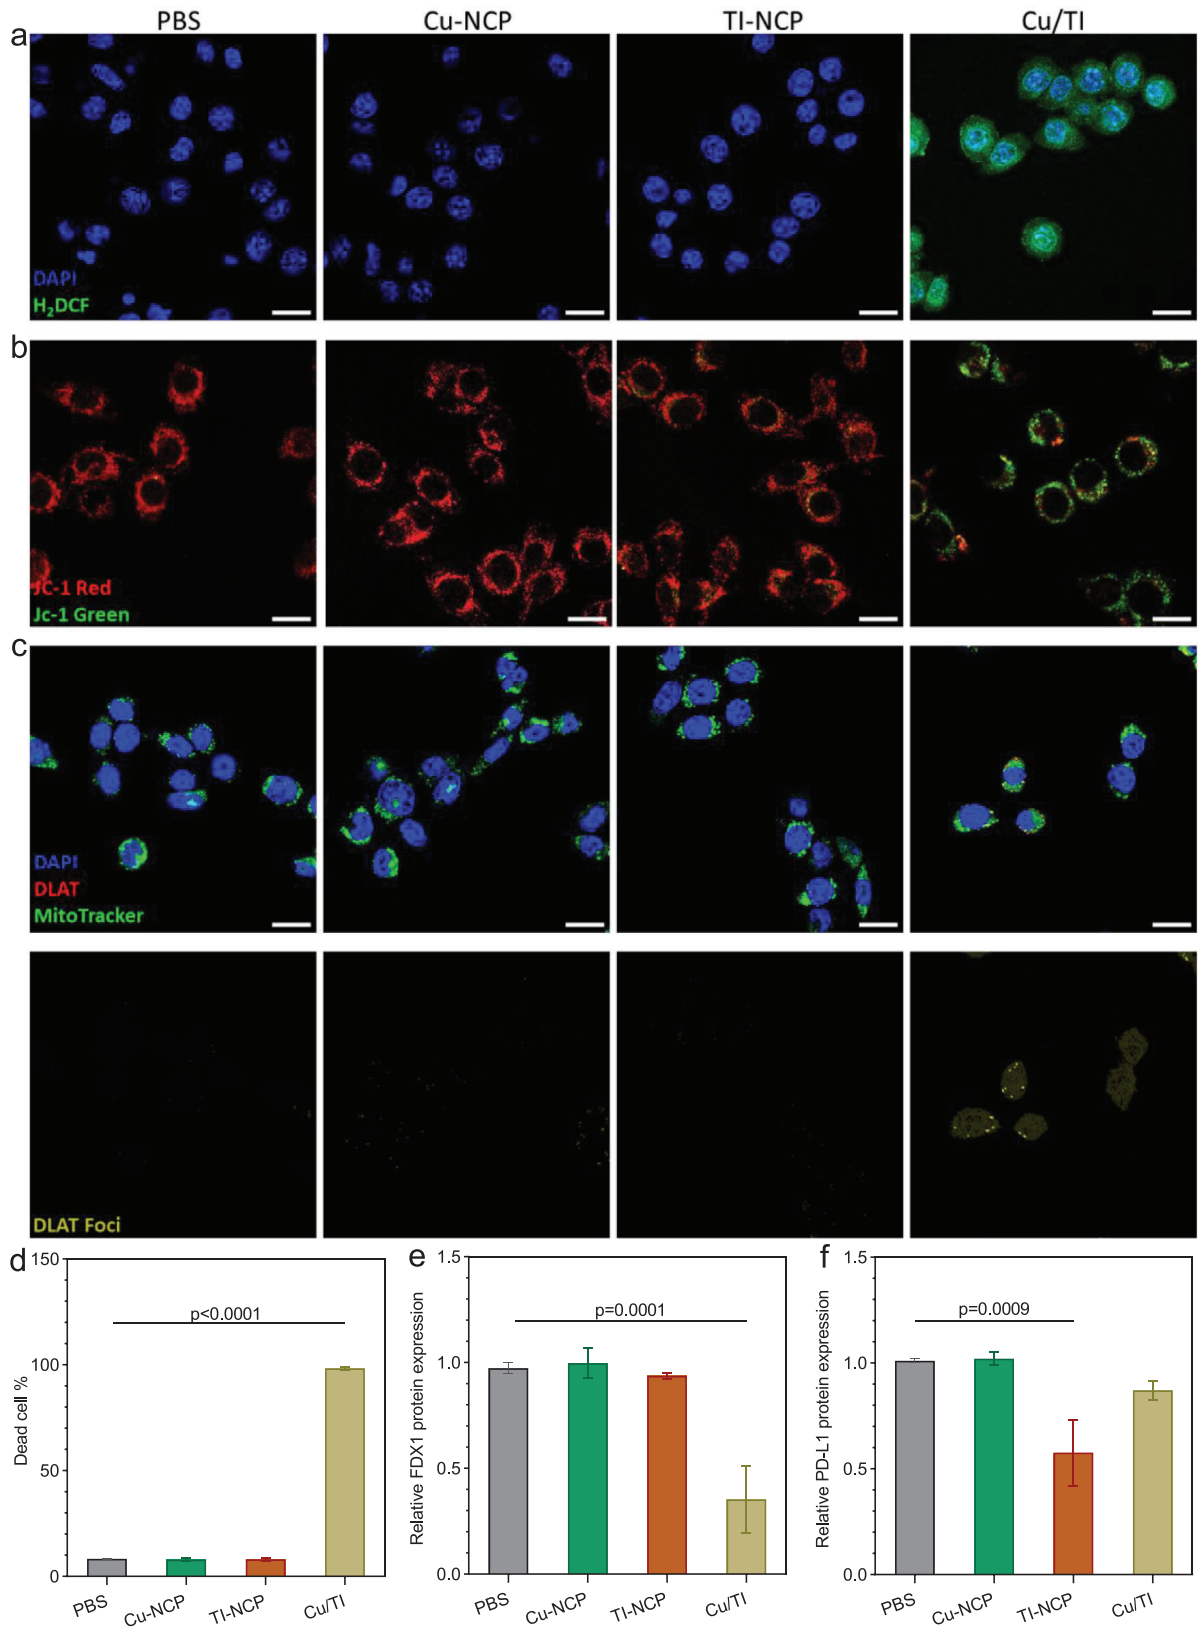 PBS Cu-NCP TI-NCP Cu/TI
a
DAPI
H₂DCF
b
JC-1 Red
Jc-1 Green
c
DAPI
DLAT
MitoTracker
DLAT Foci
d
Dead cell %
150
100
50
0
p<0.0001
PBS Cu-NCP TI-NCP Cu/TI
e
Relative FDX1 protein expression
1.5
1.0
0.5
0.0
p=0.0001
PBS Cu-NCP TI-NCP Cu/TI
f
Relative PD-L1 protein expression
1.5
1.0
0.5
0.0
p=0.0009
PBS Cu-NCP TI-NCP Cu/TI